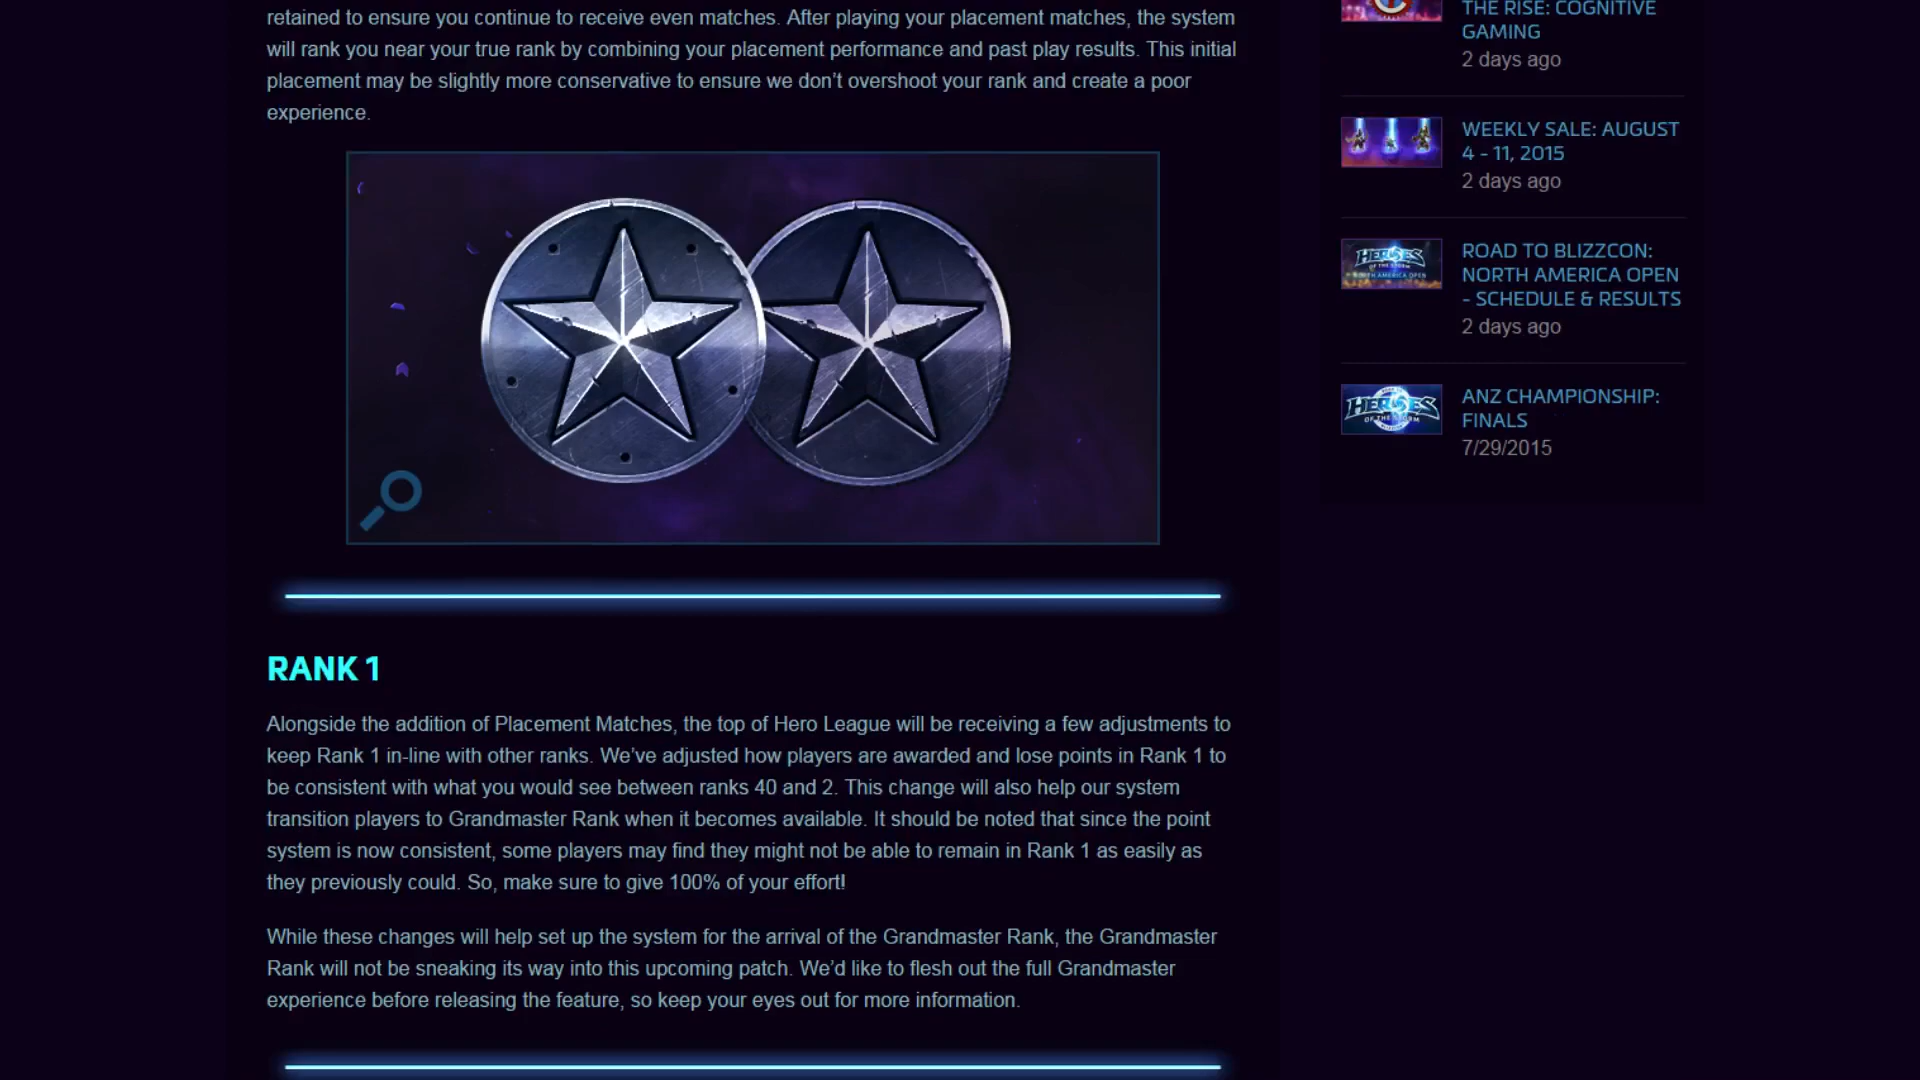 retained to ensure you continue to receive even matches. After playing your placement matches, the system
will rank you near your true rank by combining your placement performance and past play results. This initial
placement may be slightly more conservative to ensure we don’t overshoot your rank and create a poor
experience.
RANK 1
Alongside the addition of Placement Matches, the top of Hero League will be receiving a few adjustments to
keep Rank 1 in-line with other ranks. We’ve adjusted how players are awarded and lose points in Rank 1 to
be consistent with what you would see between ranks 40 and 2. This change will also help our system
transition players to Grandmaster Rank when it becomes available. It should be noted that since the point
system is now consistent, some players may find they might not be able to remain in Rank 1 as easily as
they previously could. So, make sure to give 100% of your effort!
While these changes will help set up the system for the arrival of the Grandmaster Rank, the Grandmaster
Rank will not be sneaking its way into this upcoming patch. We’d like to flesh out the full Grandmaster
experience before releasing the feature, so keep your eyes out for more information.
THE RISE: COGNITIVE
GAMING
2 days ago
WEEKLY SALE: AUGUST
4 - 11, 2015
2 days ago
HEROES
OF THE STORM
NORTH AMERICA OPEN
ROAD TO BLIZZCON:
NORTH AMERICA OPEN
- SCHEDULE & RESULTS
2 days ago
HEROES
OF THE STORM
ANZ CHAMPIONSHIP:
FINALS
7/29/2015